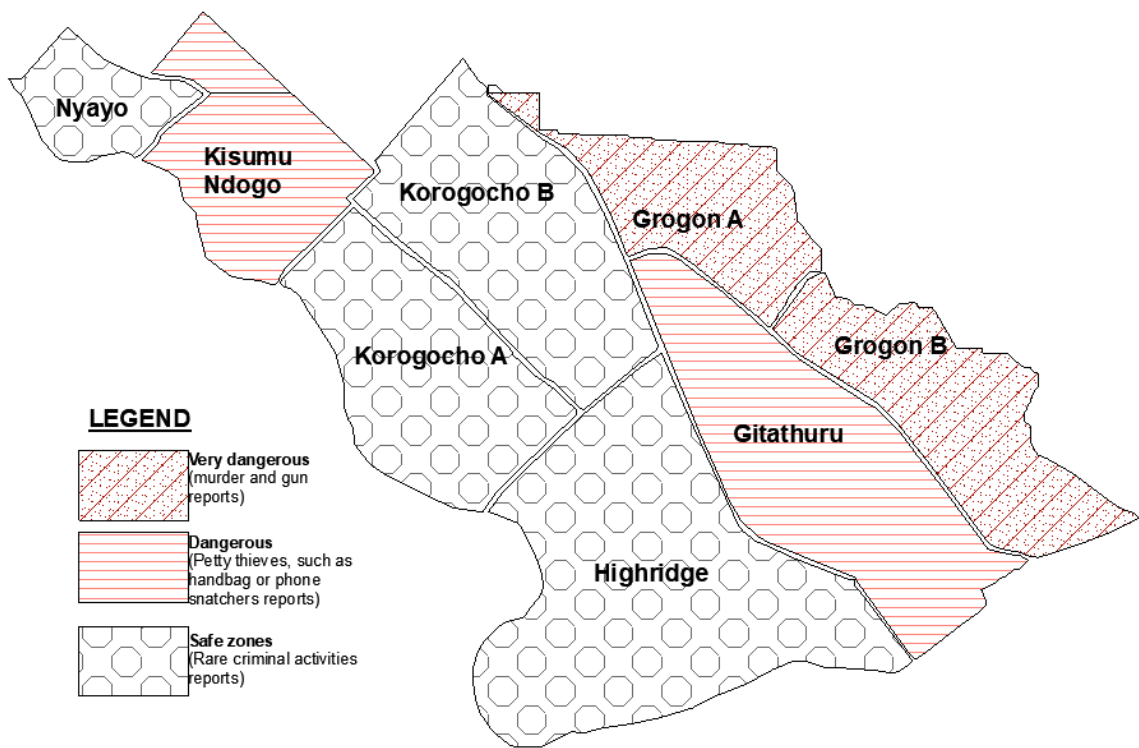 Nyayo
Kisumu
Ndogo
Korogocho B
Grogon A
Korogocho A
Grogon B
Gitathuru
Highridge
LEGEND
Very dangerous
(murder and gun
reports)
Dangerous
(Petty thieves, such as
handbag or phone
snatchers reports)
Safe zones
(Rare criminal activities
reports)